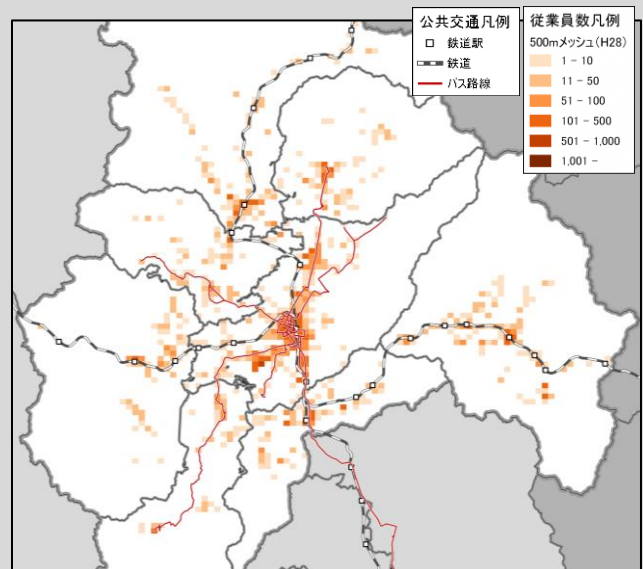 公共交通凡例
鉄道駅
鉄道
バス路線
従業員数凡例
500mメッシュ(H28)
1 - 10
11 - 50
51 - 100
101 - 500
501 - 1,000
1,001 -